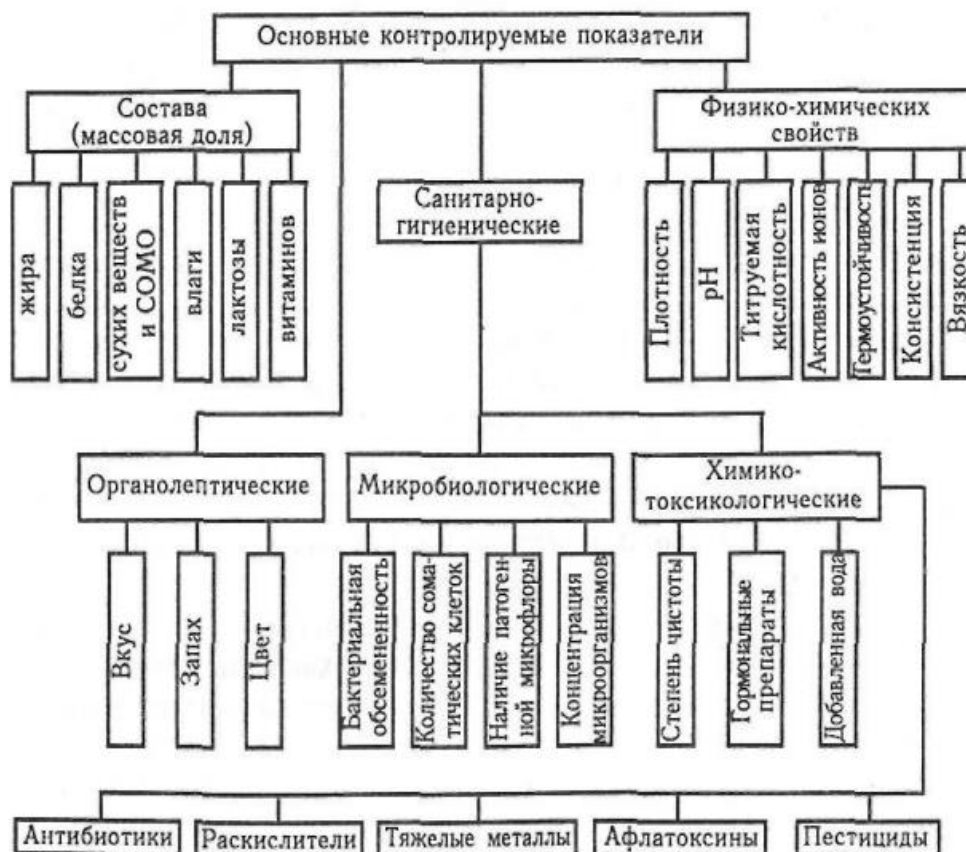 Основные контролируемые показатели
Состава
(массовая доля)
Физико-химических
свойств
жира
белка
сухих веществ
и СОМО
влаги
лактозы
витаминов
Санитарно-
гигиенические
Плотность
pH
Титруемая
кислотность
Активность ионов
Термоустойчивость
Консистенция
Вязкость
Органолептические
Микробиологические
Химико-
токсикологические
Вкус
Запах
Цвет
Бактериальная
обсемененность
Количество сома-
тических клеток
Наличие патоген-
ной микрофлоры
Концентрация
микроорганизмов
Степень чистоты
Гормональные
препараты
Добавленная вода
Антибиотики
Раскислители
Тяжелые металлы
Афлатоксины
Пестициды